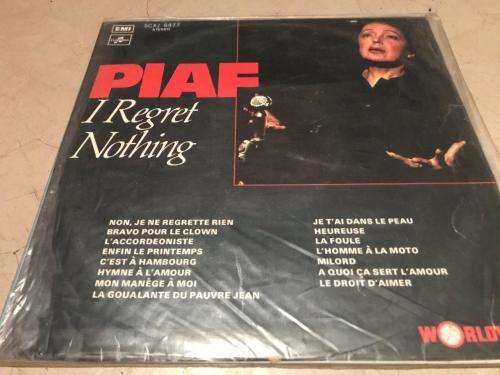 EMI
STEREO
PIAF
I Regret
Nothing
NON, JE NE REGRETTE RIEN
BRAVO POUR LE CLOWN
L'ACCORDEONISTE
ENFIN LE PRINTEMPS
C'EST À HAMBOURG
HYMNE À L'AMOUR
MON MANÈGE À MOI
LA GOUALANTE DU PAUVRE JEAN
JE T'AI DANS LE PEAU
HEUREUSE
LA FOULE
L'HOMME À LA MOTO
MILORD
A QUOI ÇA SERT L'AMOUR
LE DROIT D'AIMER
WORLD